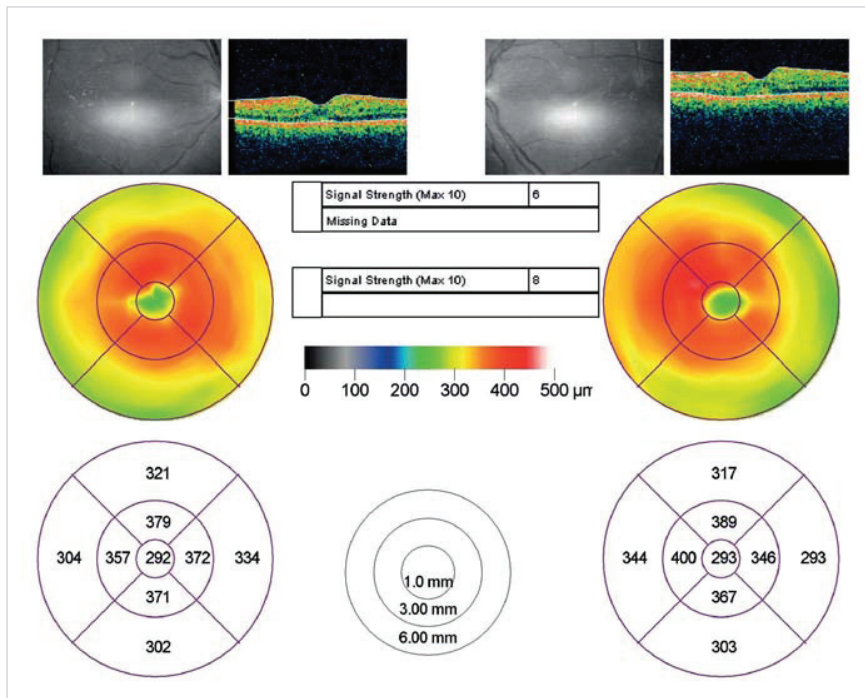 Signal Strength (Max 10) 6
Missing Data
Signal Strength (Max 10) 8
0 100 200 300 400 500 µm
321
379
304 357 292 372 334
371
302
1.0 mm
3.00 mm
6.00 mm
317
389
344 400 293 346 293
367
303